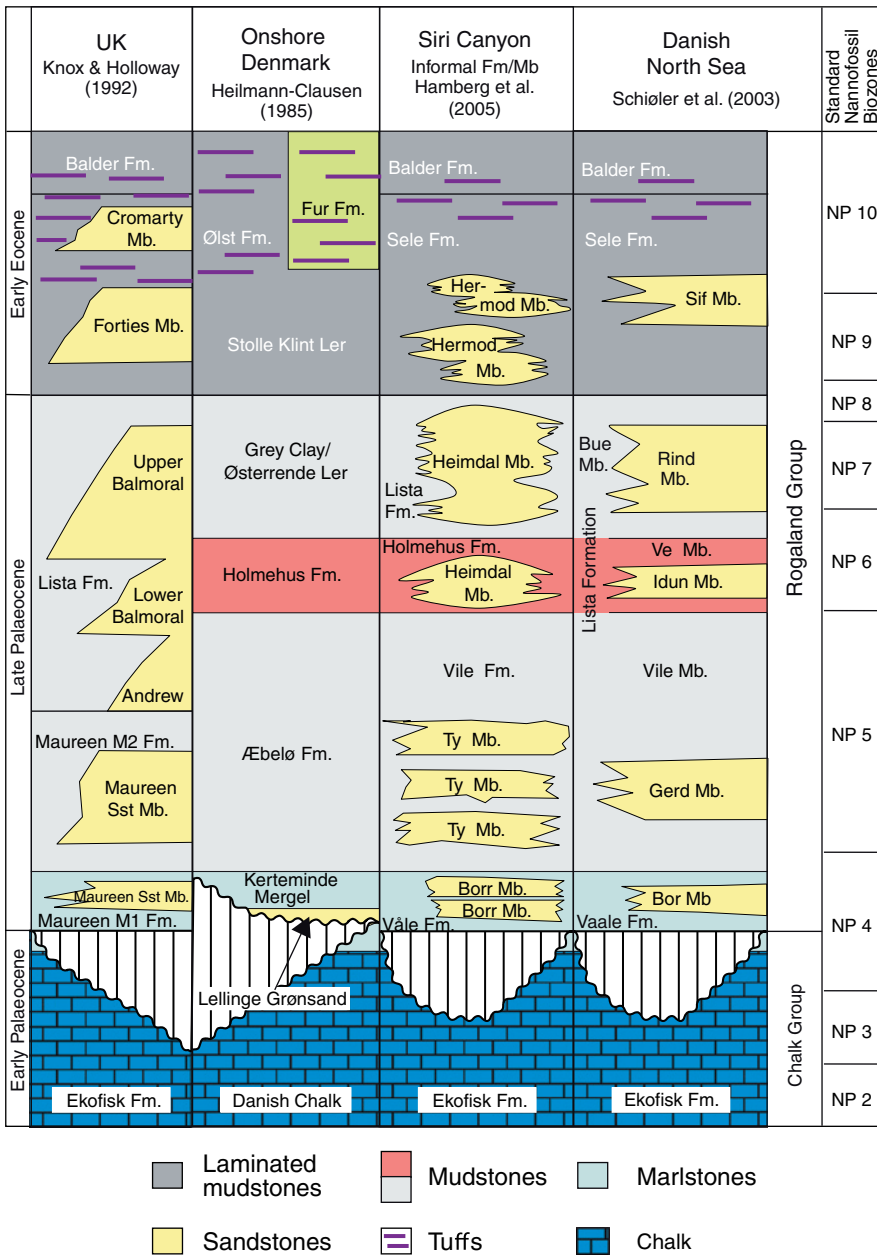 UK
Knox & Holloway
(1992)
Onshore
Denmark
Heilmann-Clausen
(1985)
Siri Canyon
Informal Fm/Mb
Hamberg et al.
(2005)
Danish
North Sea
Schiøler et al. (2003)
Standard
Nannofossil
Biozones
Early Eocene
Late Palaeocene
Early Palaeocene
Balder Fm.
Cromarty
Mb.
Forties Mb.
Upper
Balmoral
Lista Fm.
Lower
Balmoral
Andrew
Maureen M2 Fm.
Maureen
Sst Mb.
Maureen Sst Mb.
Maureen M1 Fm.
Ekofisk Fm.
Fur Fm.
Ølst Fm.
Stolle Klint Ler
Grey Clay/
Østerrende Ler
Holmehus Fm.
Æbelø Fm.
Kerteminde
Mergel
Lellinge Grønsand
Danish Chalk
Balder Fm.
Sele Fm.
Her-
mod Mb.
Hermod
Mb.
Heimdal Mb.
Lista
Fm.
Holmehus Fm.
Heimdal
Mb.
Vile Fm.
Ty Mb.
Ty Mb.
Ty Mb.
Borr Mb.
Borr Mb.
Våle Fm.
Ekofisk Fm.
Balder Fm.
Sele Fm.
Sif Mb.
Bue
Mb.
Rind
Mb.
Lista Formation
Ve Mb.
Idun Mb.
Vile Mb.
Gerd Mb.
Bor Mb
Vaale Fm.
Ekofisk Fm.
Rogaland Group
Chalk Group
NP 10
NP 9
NP 8
NP 7
NP 6
NP 5
NP 4
NP 3
NP 2
Laminated
mudstones
Mudstones
Marlstones
Sandstones
Tuffs
Chalk